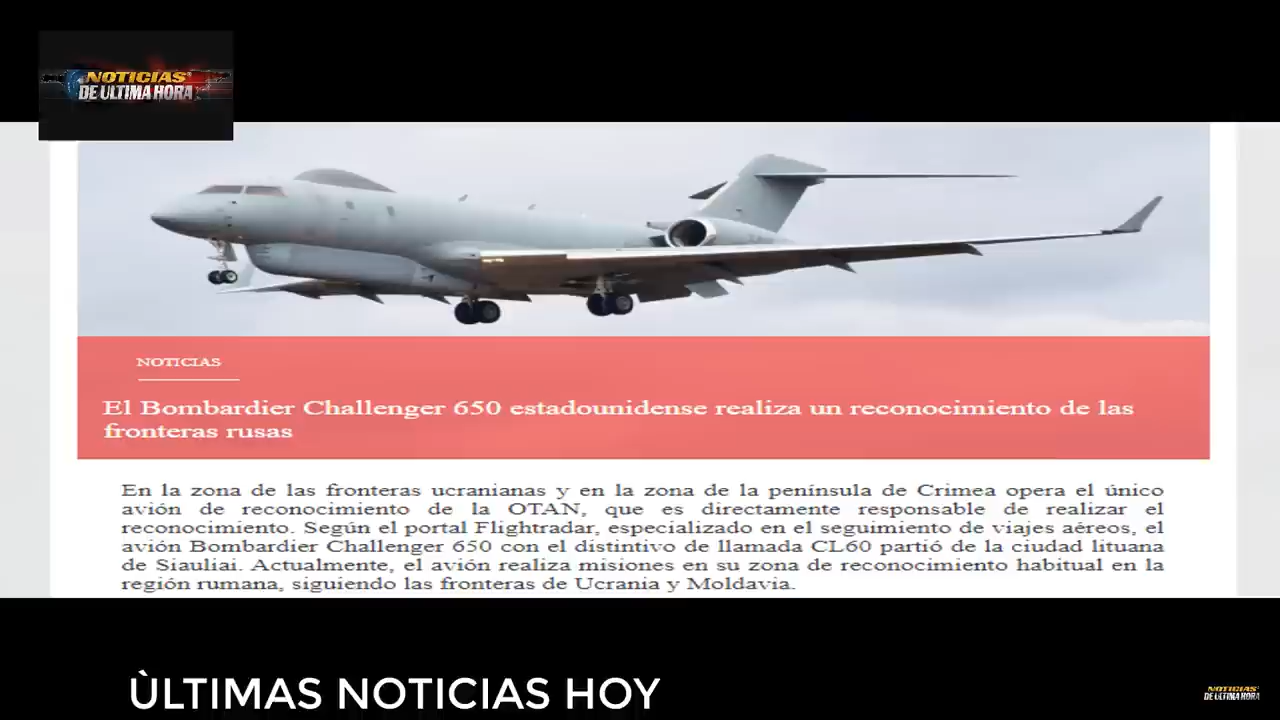 NOTICIAS
DE ULTIMA HORA
NOTICIAS
El Bombardier Challenger 650 estadounidense realiza un reconocimiento de las
fronteras rusas
En la zona de las fronteras ucranianas y en la zona de la península de Crimea opera el único
avión de reconocimiento de la OTAN, que es directamente responsable de realizar el
reconocimiento. Según el portal Flightradar, especializado en el seguimiento de viajes aéreos, el
avión Bombardier Challenger 650 con el distintivo de llamada CL60 partió de la ciudad lituana
de Siauliai. Actualmente, el avión realiza misiones en su zona de reconocimiento habitual en la
región rumana, siguiendo las fronteras de Ucrania y Moldavia.
ÙLTIMAS NOTICIAS HOY
NOTICIAS
DE ULTIMA HORA